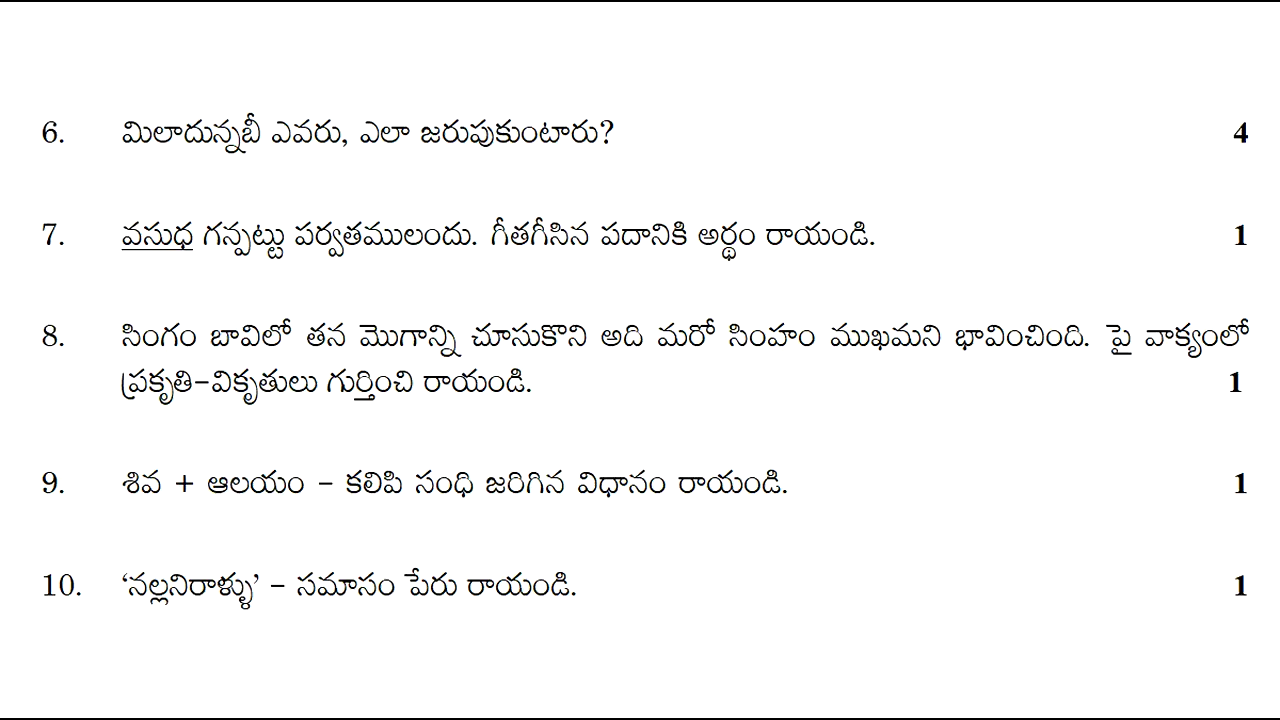 6. మిలాదున్నబీ ఎవరు, ఎలా జరుపుకుంటారు? 4
7. వసుధ గన్పట్టు పర్వతములందు. గీతగీసిన పదానికి అర్థం రాయండి. 1
8. సింగం బావిలో తన మొగాన్ని చూసుకొని అది మరో సింహం ముఖమని భావించింది. పై వాక్యంలో
ప్రకృతి-వికృతులు గుర్తించి రాయండి. 1
9. శివ + ఆలయం - కలిపి సంధి జరిగిన విధానం రాయండి. 1
10. ‘నల్లనిరాళ్ళు’ - సమాసం పేరు రాయండి. 1